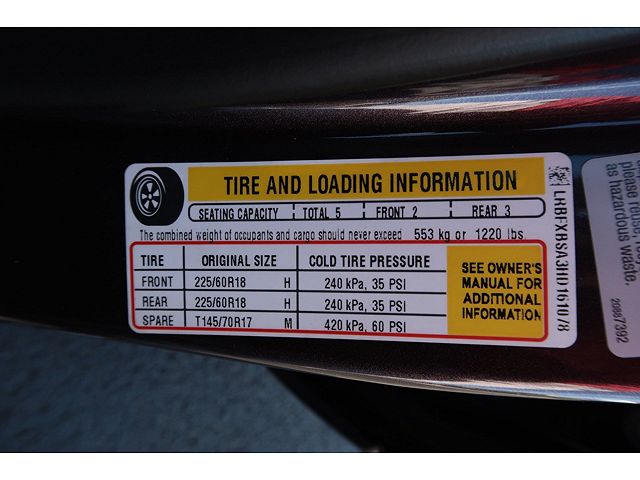 TIRE AND LOADING INFORMATION
SEATING CAPACITY TOTAL 5 FRONT 2 REAR 3
The combined weight of occupants and cargo should never exceed 553 kg or 1220 lbs
TIRE ORIGINAL SIZE COLD TIRE PRESSURE
FRONT 225/60R18 H 240 kPa, 35 PSI
REAR 225/60R18 H 240 kPa, 35 PSI
SPARE T145/70R17 M 420 kPa, 60 PSI
SEE OWNER'S
MANUAL FOR
ADDITIONAL
INFORMATION
please
as hazardous waste.
20887392